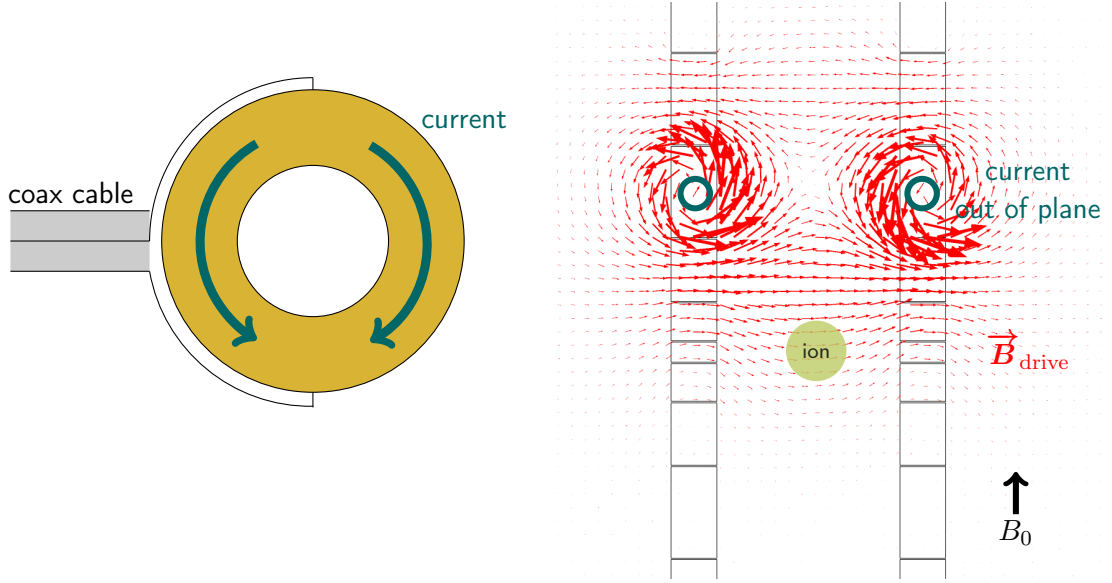 current
coax cable
current
out of plane
ion
B drive
B₀